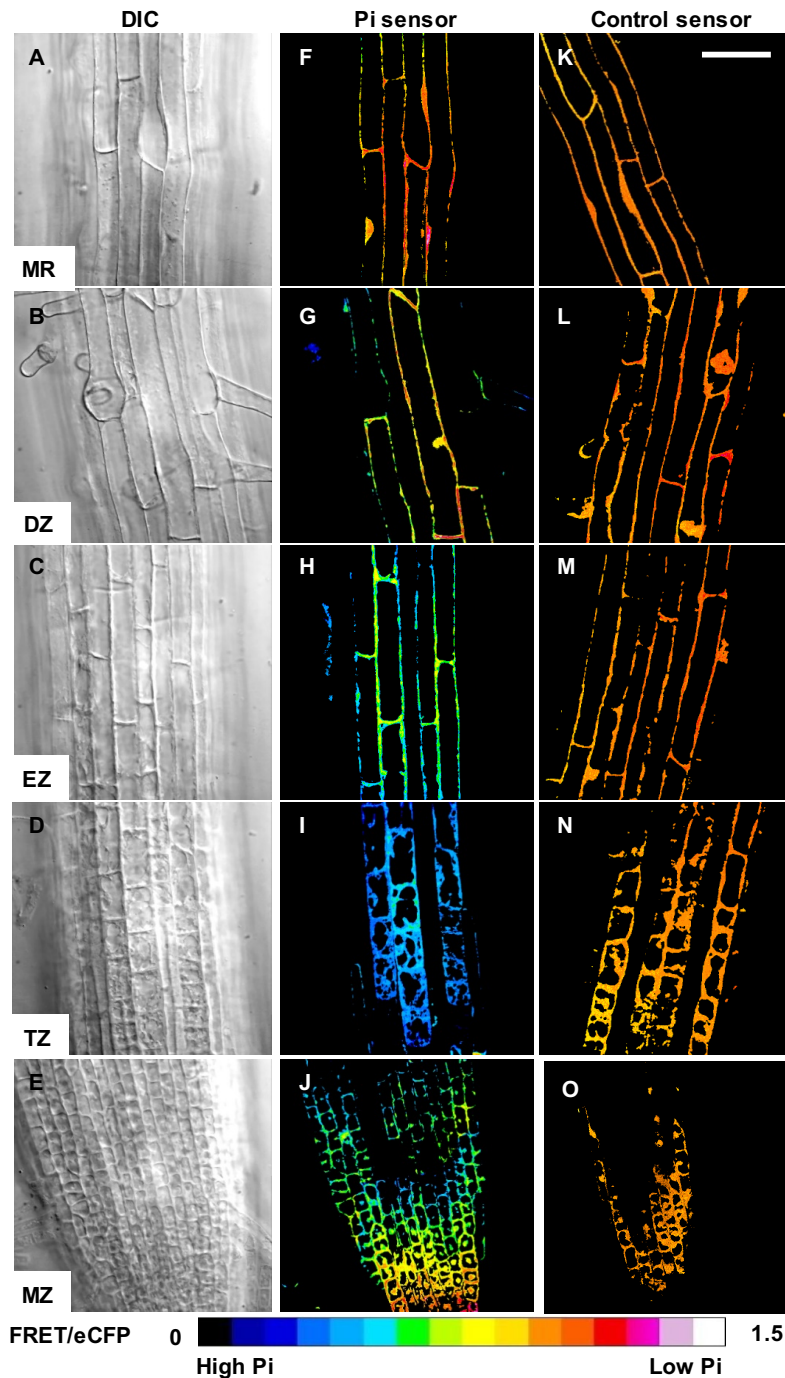 DIC Pi sensor Control sensor
A F K
MR
B G L
DZ
C H M
EZ
D I N
TZ
E J O
MZ
FRET/eCFP 0 1.5
High Pi Low Pi